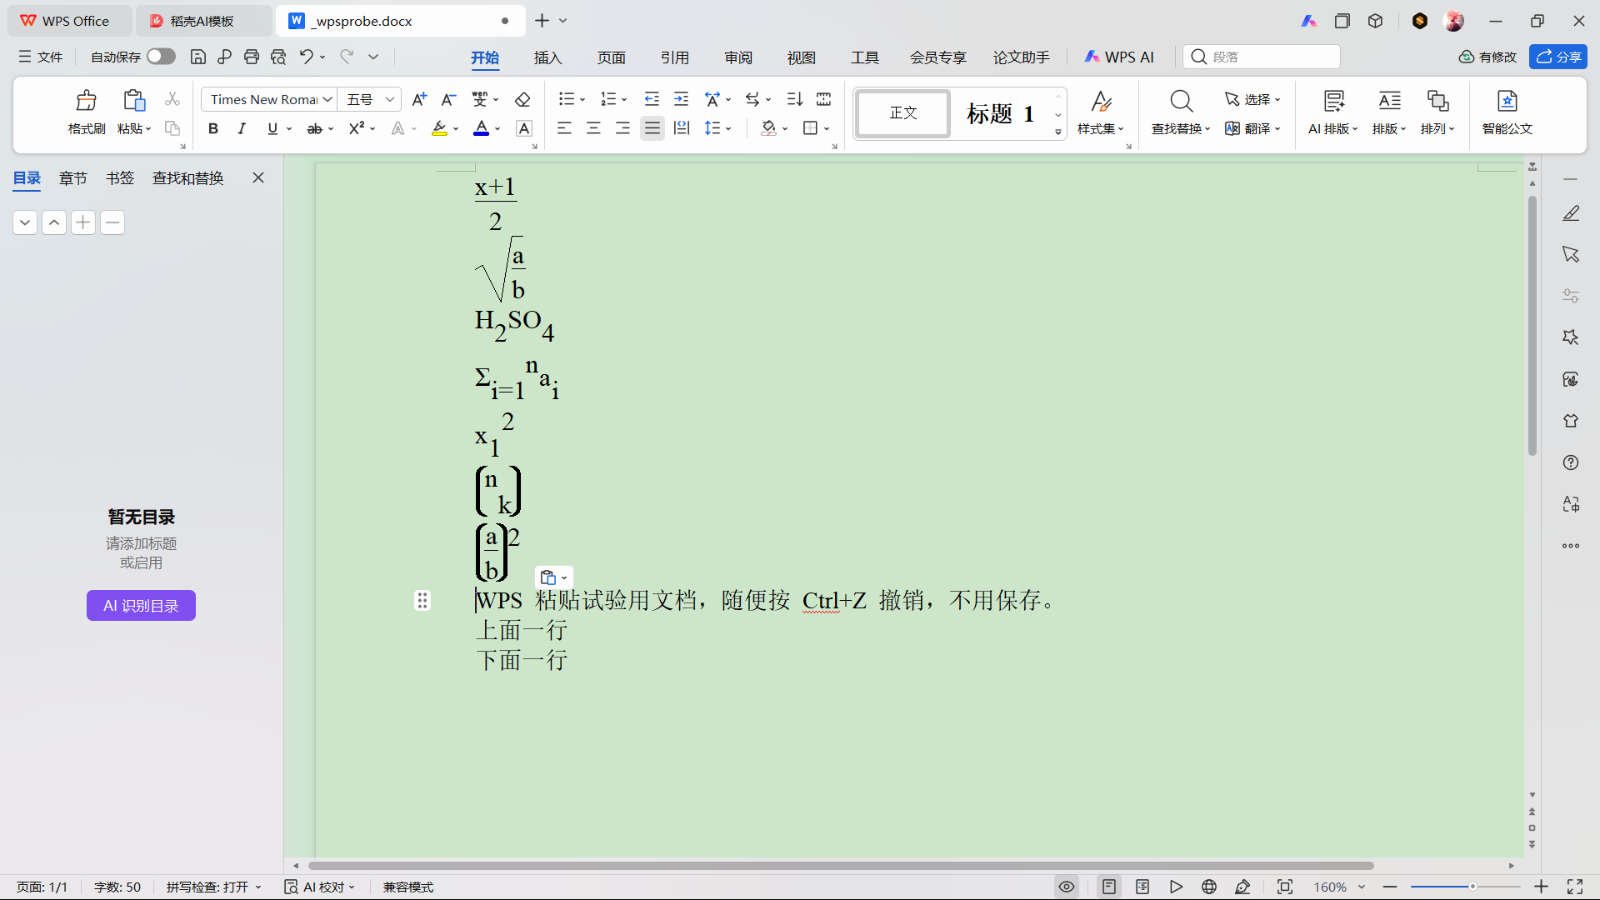 WPS Office 稻壳AI模板 _wpsprobe.docx
文件 自动保存 开始 插入 页面 引用 审阅 视图 工具 会员专享 论文助手 WPS AI 段落 有修改 分享
格式刷 粘贴 Times New Roman 五号 正文 标题 1 样式集 查找替换 选择 翻译 AI 排版 排版 排列 智能公文
目录 章节 书签 查找和替换
x+1
2
a
b
H2SO4
Σi=1nai
x12
n
k
a 2
b
WPS 粘贴试验用文档，随便按 Ctrl+Z 撤销，不用保存。
上面一行
下面一行
暂无目录
请添加标题
或启用
AI 识别目录
页面: 1/1 字数: 50 拼写检查: 打开 AI 校对 兼容模式 160%